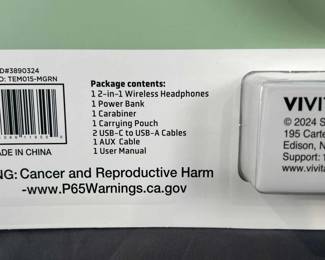 D#3890324
D: TEM015-MGRN
MADE IN CHINA
Package contents:
1 2-in-1 Wireless Headphones
1 Power Bank
1 Carabiner
1 Carrying Pouch
2 USB-C to USB-A Cables
1 AUX Cable
1 User Manual
NG: Cancer and Reproductive Harm
-www.P65Warnings.ca.gov
VIVIT
© 2024 S
195 Carte
Edison, N
Support: 1
www.vivita